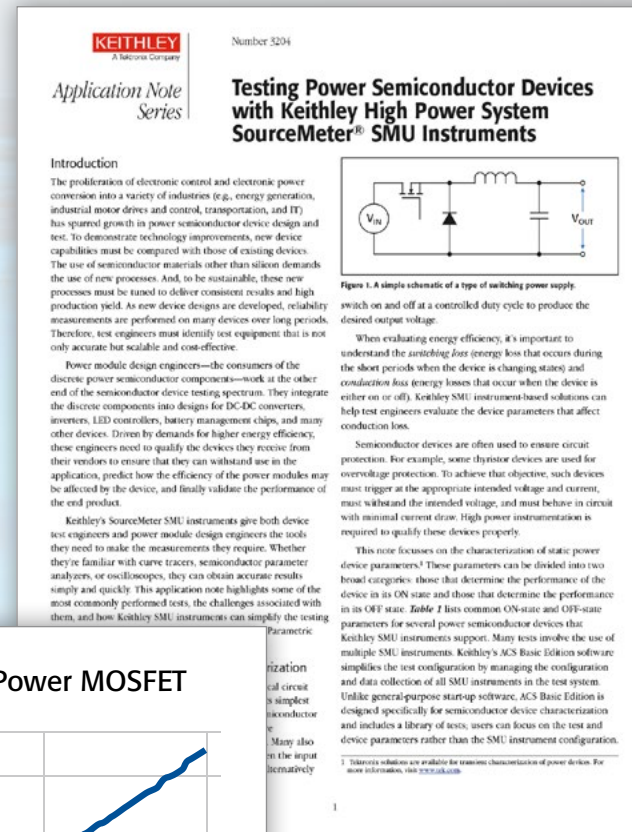 KEITHLEY
A Tektronix Company
Number 3204
Application Note
Series
Testing Power Semiconductor Devices
with Keithley High Power System
SourceMeter® SMU Instruments
Introduction
The proliferation of electronic control and electronic power
conversion into a variety of industries (e.g., energy generation,
industrial motor drives and control, transportation, and IT)
has spurred growth in power semiconductor device design and
test. To demonstrate technology improvements, new device
capabilities must be compared with those of existing devices.
The use of semiconductor materials other than silicon demands
the use of new processes. And, to be sustainable, these new
processes must be tuned to deliver consistent results and high
production yield. As new device designs are developed, reliability
measurements are performed on many devices over long periods.
Therefore, test engineers must identify test equipment that is not
only accurate but scalable and cost-effective.
Power module design engineers—the consumers of the
discrete power semiconductor components—work at the other
end of the semiconductor device testing spectrum. They integrate
the discrete components into designs for DC-DC converters,
inverters, LED controllers, battery management chips, and many
other devices. Driven by demands for higher energy efficiency,
these engineers need to qualify the devices they receive from
their vendors to ensure that they can withstand use in the
application, predict how the efficiency of the power modules may
be affected by the device, and finally validate the performance of
the end product.
Keithley's SourceMeter SMU instruments give both device
test engineers and power module design engineers the tools
they need to make the measurements they require. Whether
they're familiar with curve tracers, semiconductor parameter
analyzers, or oscilloscopes, they can obtain accurate results
simply and quickly. This application note highlights some of the
most commonly performed tests, the challenges associated with
them, and how Keithley SMU instruments can simplify the testing
Parametric
rization
cal circuit
s simplest
niconductor
re
. Many also
en the input
lternatively
Power MOSFET
VIN
VOUT
Figure 1. A simple schematic of a type of switching power supply.
switch on and off at a controlled duty cycle to produce the
desired output voltage.
When evaluating energy efficiency, it's important to
understand the switching loss (energy loss that occurs during
the short periods when the device is changing states) and
conduction loss (energy losses that occur when the device is
either on or off). Keithley SMU instrument-based solutions can
help test engineers evaluate the device parameters that affect
conduction loss.
Semiconductor devices are often used to ensure circuit
protection. For example, some thyristor devices are used for
overvoltage protection. To achieve that objective, such devices
must trigger at the appropriate intended voltage and current,
must withstand the intended voltage, and must behave in circuit
with minimal current draw. High power instrumentation is
required to qualify these devices properly.
This note focusses on the characterization of static power
device parameters.1 These parameters can be divided into two
broad categories: those that determine the performance of the
device in its ON state and those that determine the performance
in its OFF state. Table 1 lists common ON-state and OFF-state
parameters for several power semiconductor devices that
Keithley SMU instruments support. Many tests involve the use of
multiple SMU instruments. Keithley's ACS Basic Edition software
simplifies the test configuration by managing the configuration
and data collection of all SMU instruments in the test system.
Unlike general-purpose start-up software, ACS Basic Edition is
designed specifically for semiconductor device characterization
and includes a library of tests; users can focus on the test and
device parameters rather than the SMU instrument configuration.
1 Tektronix solutions are available for transient characterization of power devices. For
more information, visit www.tek.com.
1